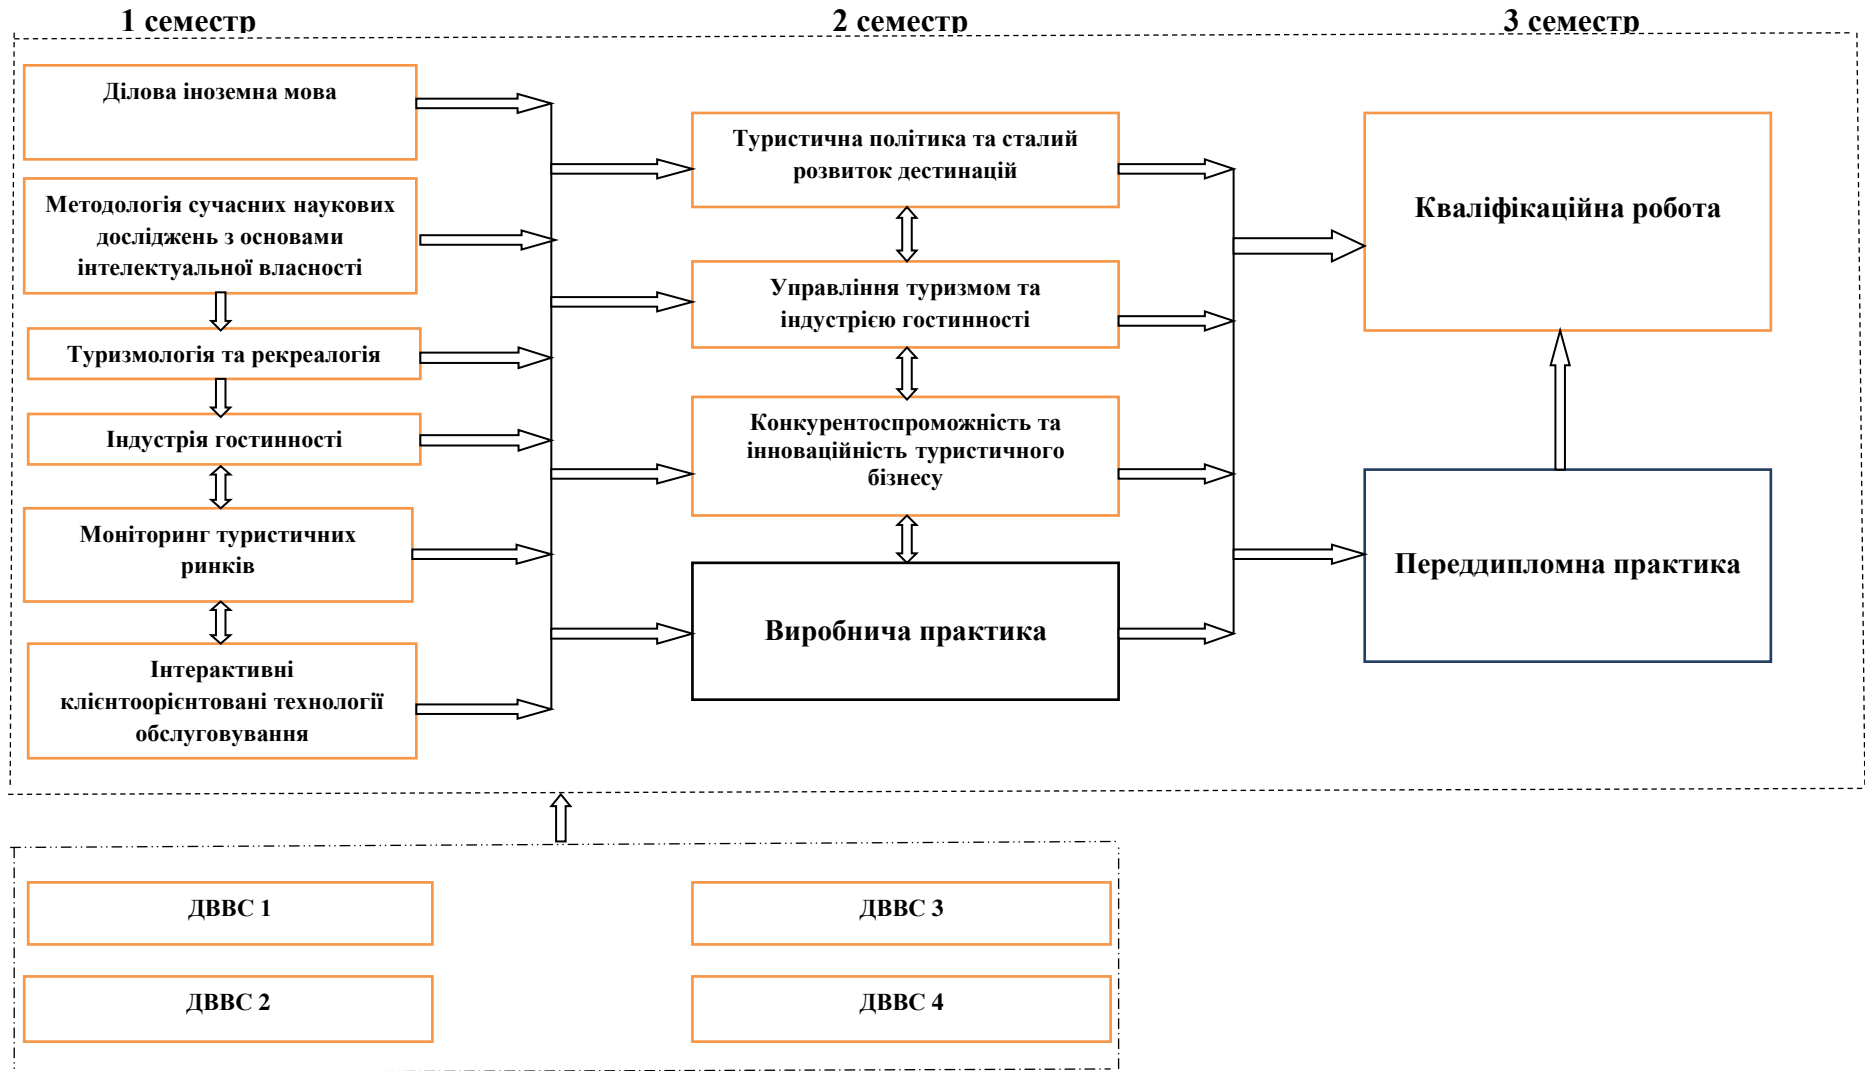 1 семестр
2 семестр
3 семестр
Ділова іноземна мова
Методологія сучасних наукових
досліджень з основами
інтелектуальної власності
Туризмологія та рекреалогія
Індустрія гостинності
Моніторинг туристичних
ринків
Інтерактивні
клієнтоорієнтовані технології
обслуговування
Туристична політика та сталий
розвиток дестинацій
Управління туризмом та
індустрією гостинності
Конкурентоспроможність та
інноваційність туристичного
бізнесу
Виробнича практика
Кваліфікаційна робота
Переддипломна практика
ДВВС 1
ДВВС 3
ДВВС 2
ДВВС 4